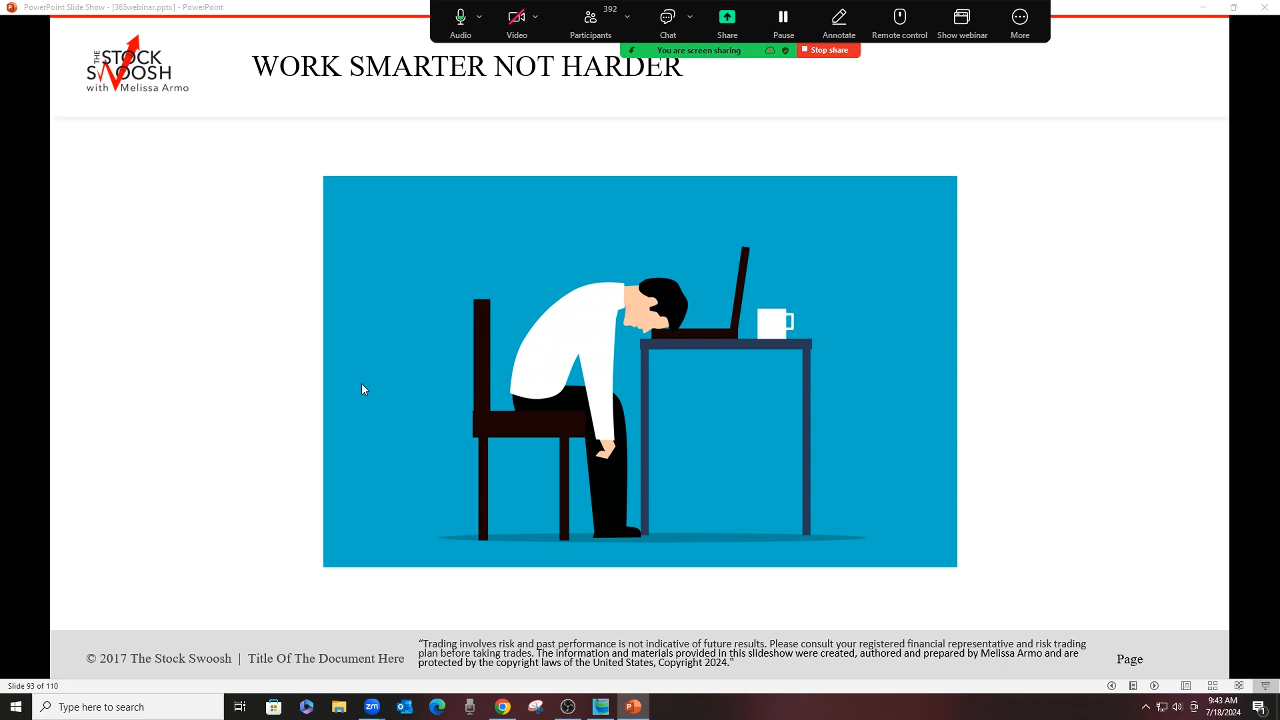 PowerPoint Slide Show - [365webinar.pptx] - PowerPoint
392
Audio
Video
Participants
Chat
Share
Pause
Annotate
Remote control
Show webinar
More
You are screen sharing
Stop share
THE
STOCK
SWOOSH
with Melissa Armo
WORK SMARTER NOT HARDER
© 2017 The Stock Swoosh | Title Of The Document Here
“Trading involves risk and past performance is not indicative of future results. Please consult your registered financial representative and risk trading
plan before taking trades. The information and materials provided in this slideshow were created, authored and prepared by Melissa Armo and are
protected by the copyright laws of the United States, Copyright 2024.”
Page
Slide 93 of 110
Type here to search
9:43 AM
7/18/2024